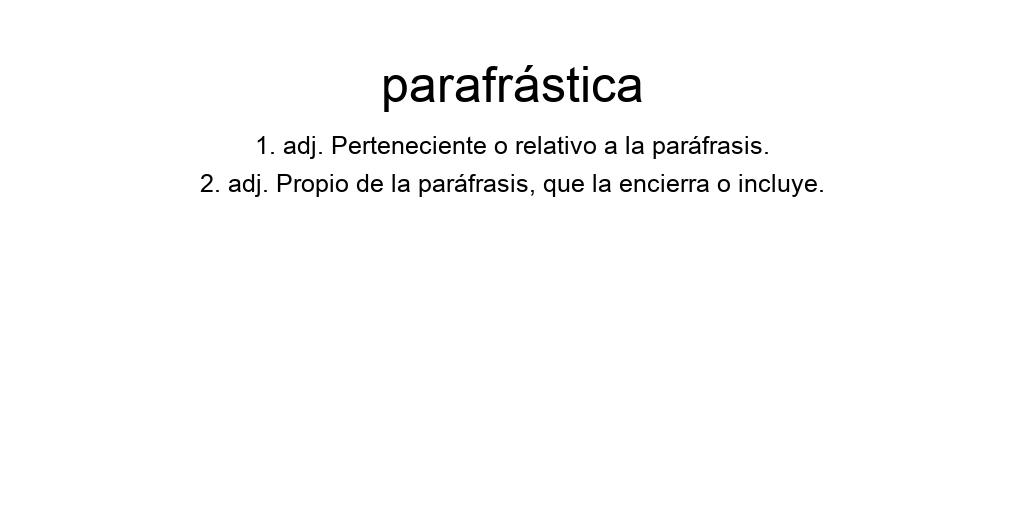 parafrástica
1. adj. Perteneciente o relativo a la paráfrasis.
2. adj. Propio de la paráfrasis, que la encierra o incluye.